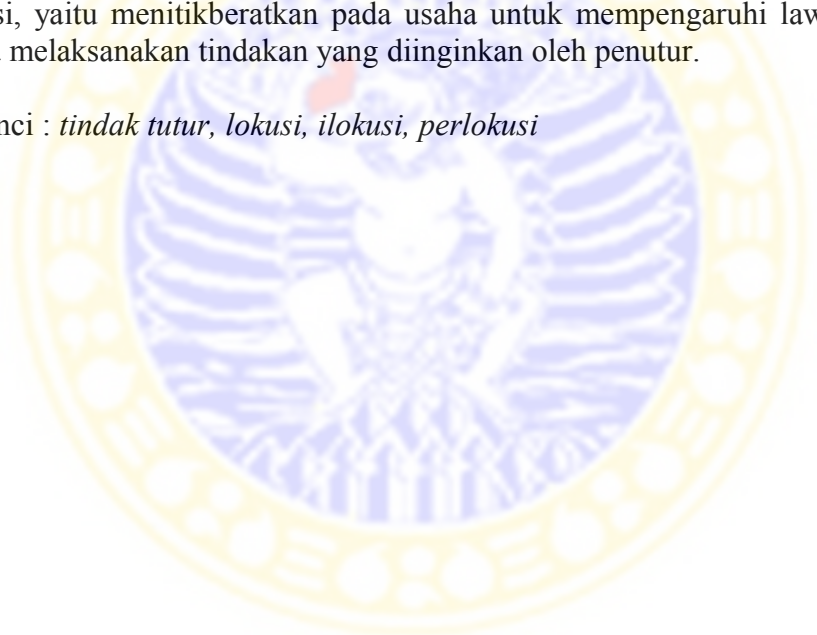 si, yaitu menitikberatkan pada usaha untuk mempengaruhi law
melaksanakan tindakan yang diinginkan oleh penutur.
nci : tindak tutur, lokusi, ilokusi, perlokusi